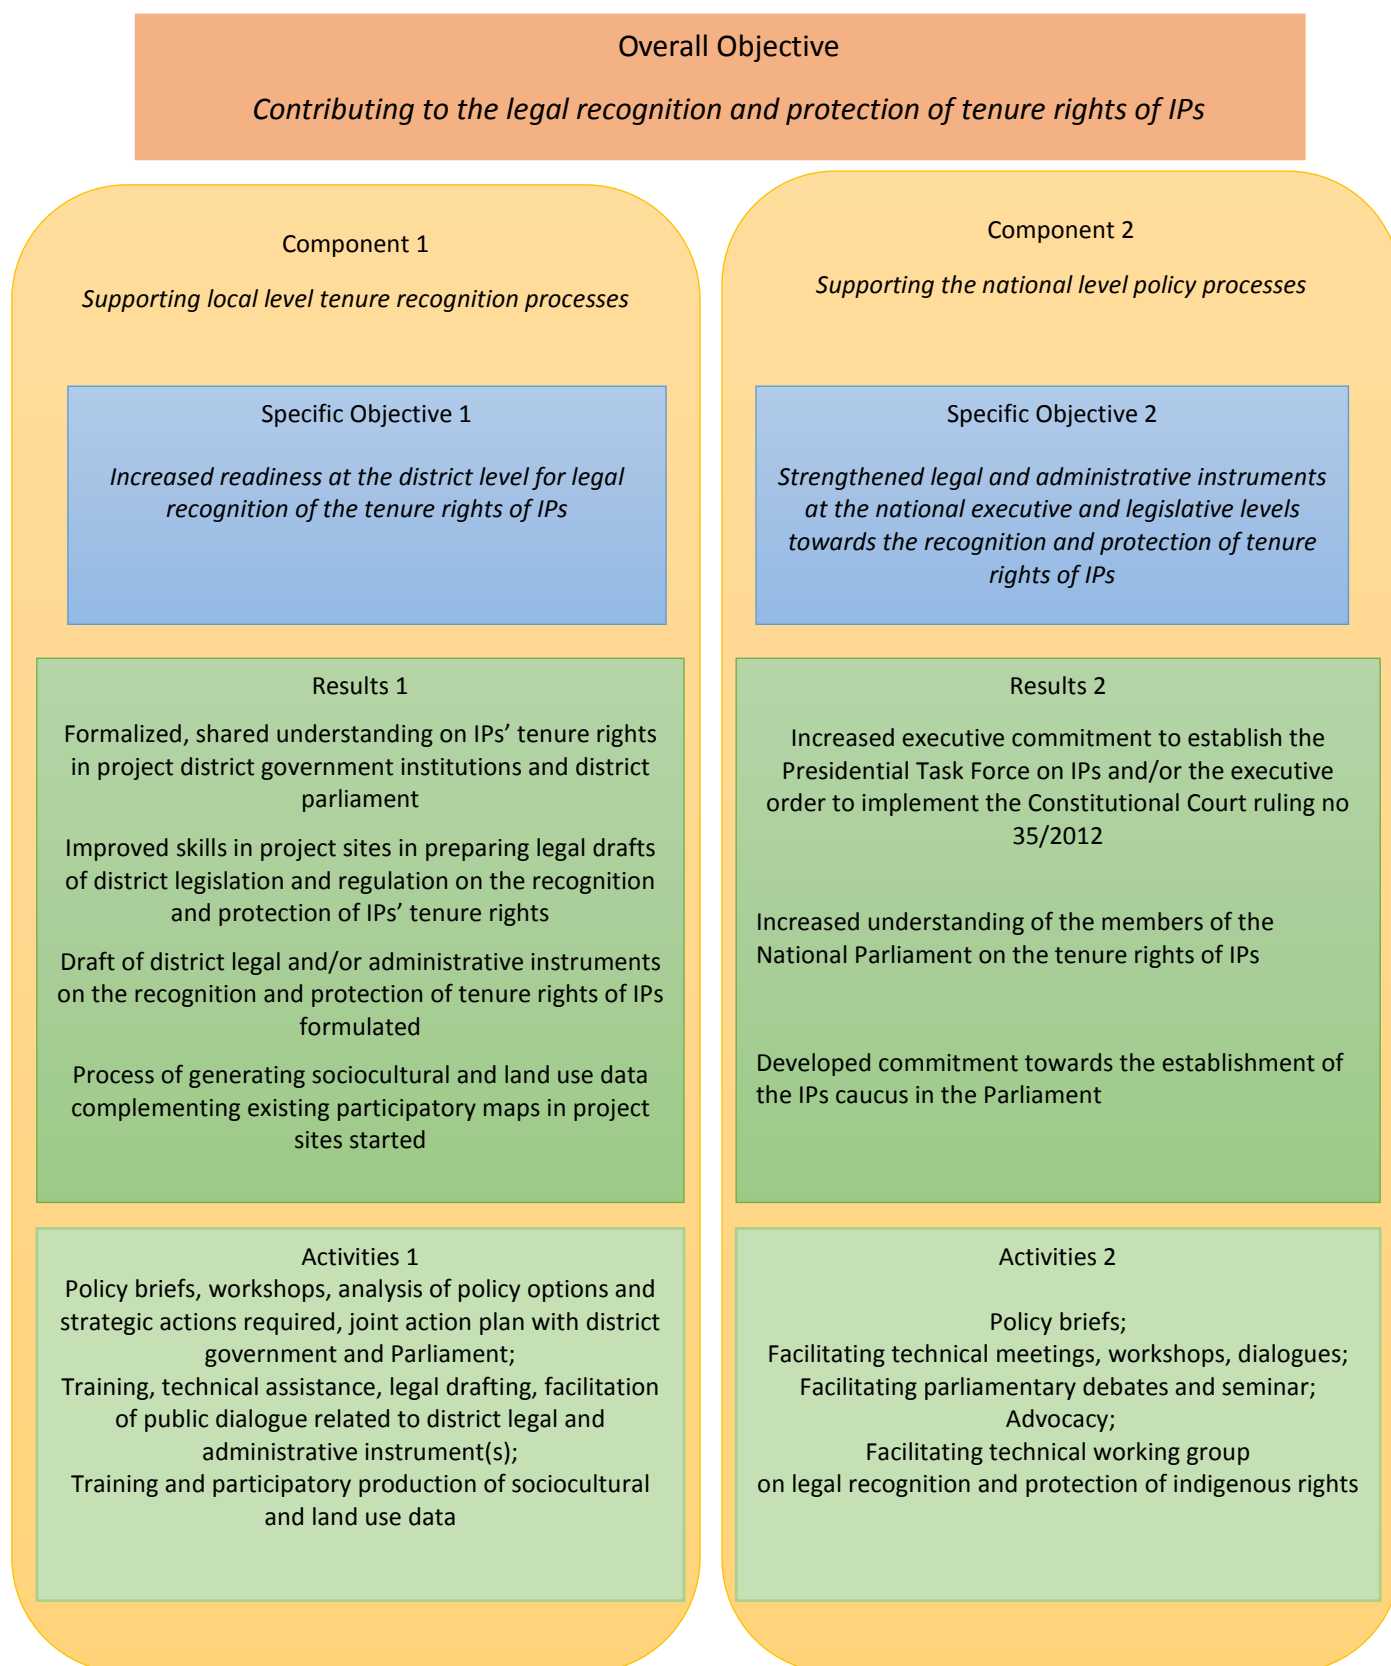 Overall Objective
Contributing to the legal recognition and protection of tenure rights of IPs
Component 1
Supporting local level tenure recognition processes
Specific Objective 1
Increased readiness at the district level for legal
recognition of the tenure rights of IPs
Results 1
Formalized, shared understanding on IPs’ tenure rights
in project district government institutions and district
parliament
Improved skills in project sites in preparing legal drafts
of district legislation and regulation on the recognition
and protection of IPs’ tenure rights
Draft of district legal and/or administrative instruments
on the recognition and protection of tenure rights of IPs
formulated
Process of generating sociocultural and land use data
complementing existing participatory maps in project
sites started
Activities 1
Policy briefs, workshops, analysis of policy options and
strategic actions required, joint action plan with district
government and Parliament;
Training, technical assistance, legal drafting, facilitation
of public dialogue related to district legal and
administrative instrument(s);
Training and participatory production of sociocultural
and land use data
Component 2
Supporting the national level policy processes
Specific Objective 2
Strengthened legal and administrative instruments
at the national executive and legislative levels
towards the recognition and protection of tenure
rights of IPs
Results 2
Increased executive commitment to establish the
Presidential Task Force on IPs and/or the executive
order to implement the Constitutional Court ruling no
35/2012
Increased understanding of the members of the
National Parliament on the tenure rights of IPs
Developed commitment towards the establishment of
the IPs caucus in the Parliament
Activities 2
Policy briefs;
Facilitating technical meetings, workshops, dialogues;
Facilitating parliamentary debates and seminar;
Advocacy;
Facilitating technical working group
on legal recognition and protection of indigenous rights